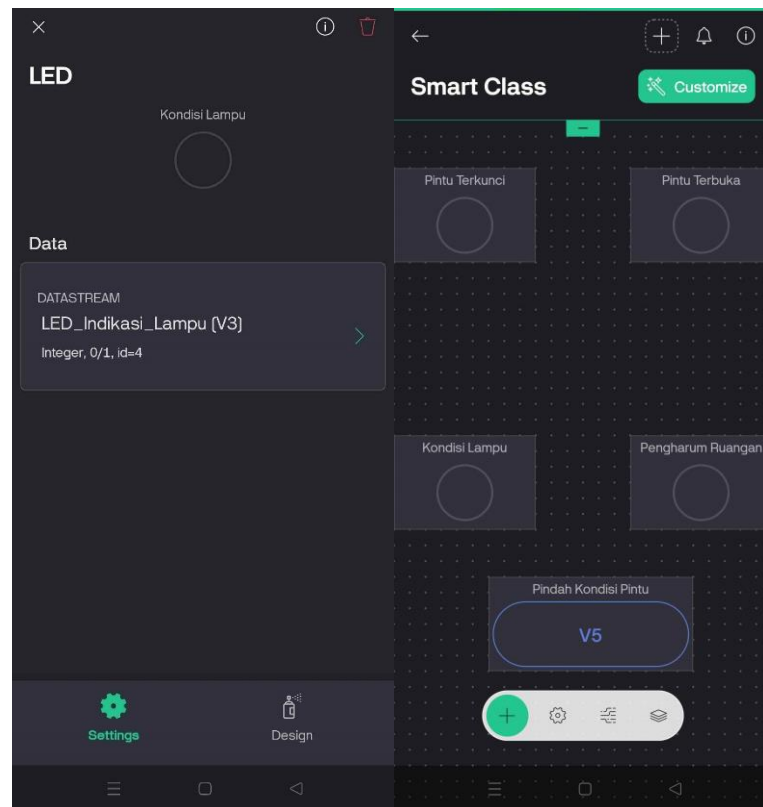 LED
Kondisi Lampu
Data
DATASTREAM
LED_Indikasi_Lampu (V3)
Integer, 0/1, id=4
Settings
Design
Smart Class
Customize
Pintu Terkunci
Pintu Terbuka
Kondisi Lampu
Pengharum Ruangan
Pindah Kondisi Pintu
V5